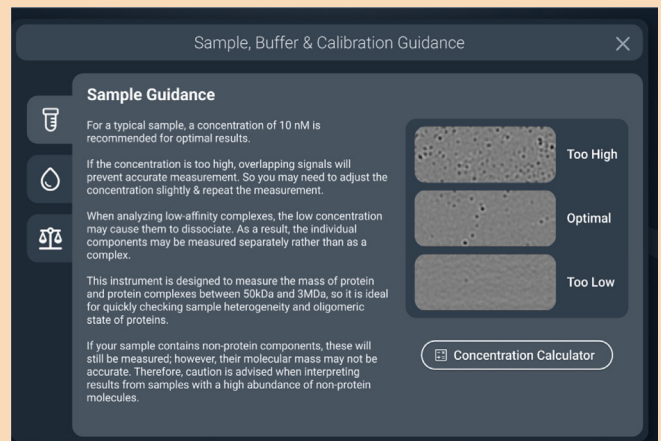 Sample, Buffer & Calibration Guidance
Sample Guidance
For a typical sample, a concentration of 10 nM is
recommended for optimal results.
If the concentration is too high, overlapping signals will
prevent accurate measurement. So you may need to adjust the
concentration slightly & repeat the measurement.
When analyzing low-affinity complexes, the low concentration
may cause them to dissociate. As a result, the individual
components may be measured separately rather than as a
complex.
This instrument is designed to measure the mass of protein
and protein complexes between 50kDa and 3MDa, so it is ideal
for quickly checking sample heterogeneity and oligomeric
state of proteins.
If your sample contains non-protein components, these will
still be measured; however, their molecular mass may not be
accurate. Therefore, caution is advised when interpreting
results from samples with a high abundance of non-protein
molecules.
Too High
Optimal
Too Low
Concentration Calculator